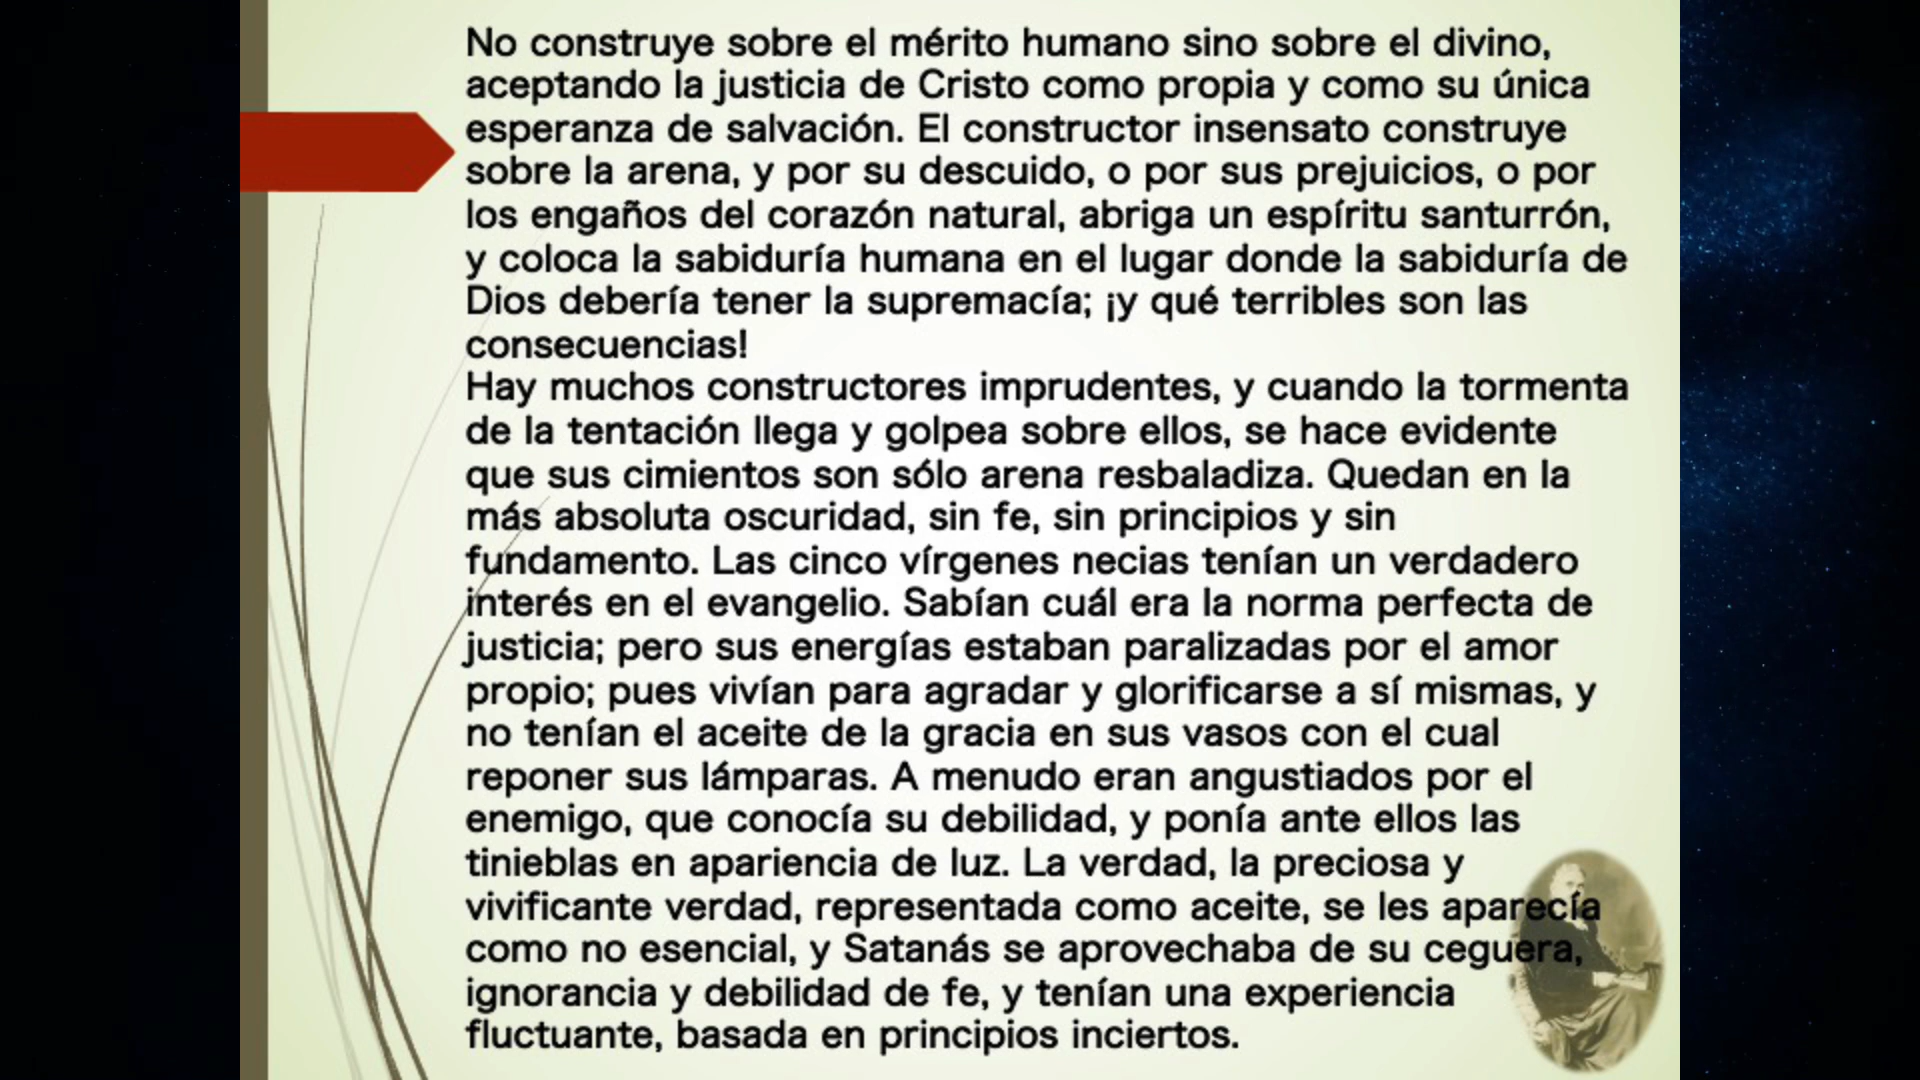 No construye sobre el mérito humano sino sobre el divino,
aceptando la justicia de Cristo como propia y como su única
esperanza de salvación. El constructor insensato construye
sobre la arena, y por su descuido, o por sus prejuicios, o por
los engaños del corazón natural, abriga un espíritu santurrón,
y coloca la sabiduría humana en el lugar donde la sabiduría de
Dios debería tener la supremacía; ¡y qué terribles son las
consecuencias!
Hay muchos constructores imprudentes, y cuando la tormenta
de la tentación llega y golpea sobre ellos, se hace evidente
que sus cimientos son sólo arena resbaladiza. Quedan en la
más absoluta oscuridad, sin fe, sin principios y sin
fundamento. Las cinco vírgenes necias tenían un verdadero
interés en el evangelio. Sabían cuál era la norma perfecta de
justicia; pero sus energías estaban paralizadas por el amor
propio; pues vivían para agradar y glorificarse a sí mismas, y
no tenían el aceite de la gracia en sus vasos con el cual
reponer sus lámparas. A menudo eran angustiados por el
enemigo, que conocía su debilidad, y ponía ante ellos las
tinieblas en apariencia de luz. La verdad, la preciosa y
vivificante verdad, representada como aceite, se les aparecía
como no esencial, y Satanás se aprovechaba de su ceguera,
ignorancia y debilidad de fe, y tenían una experiencia
fluctuante, basada en principios inciertos.